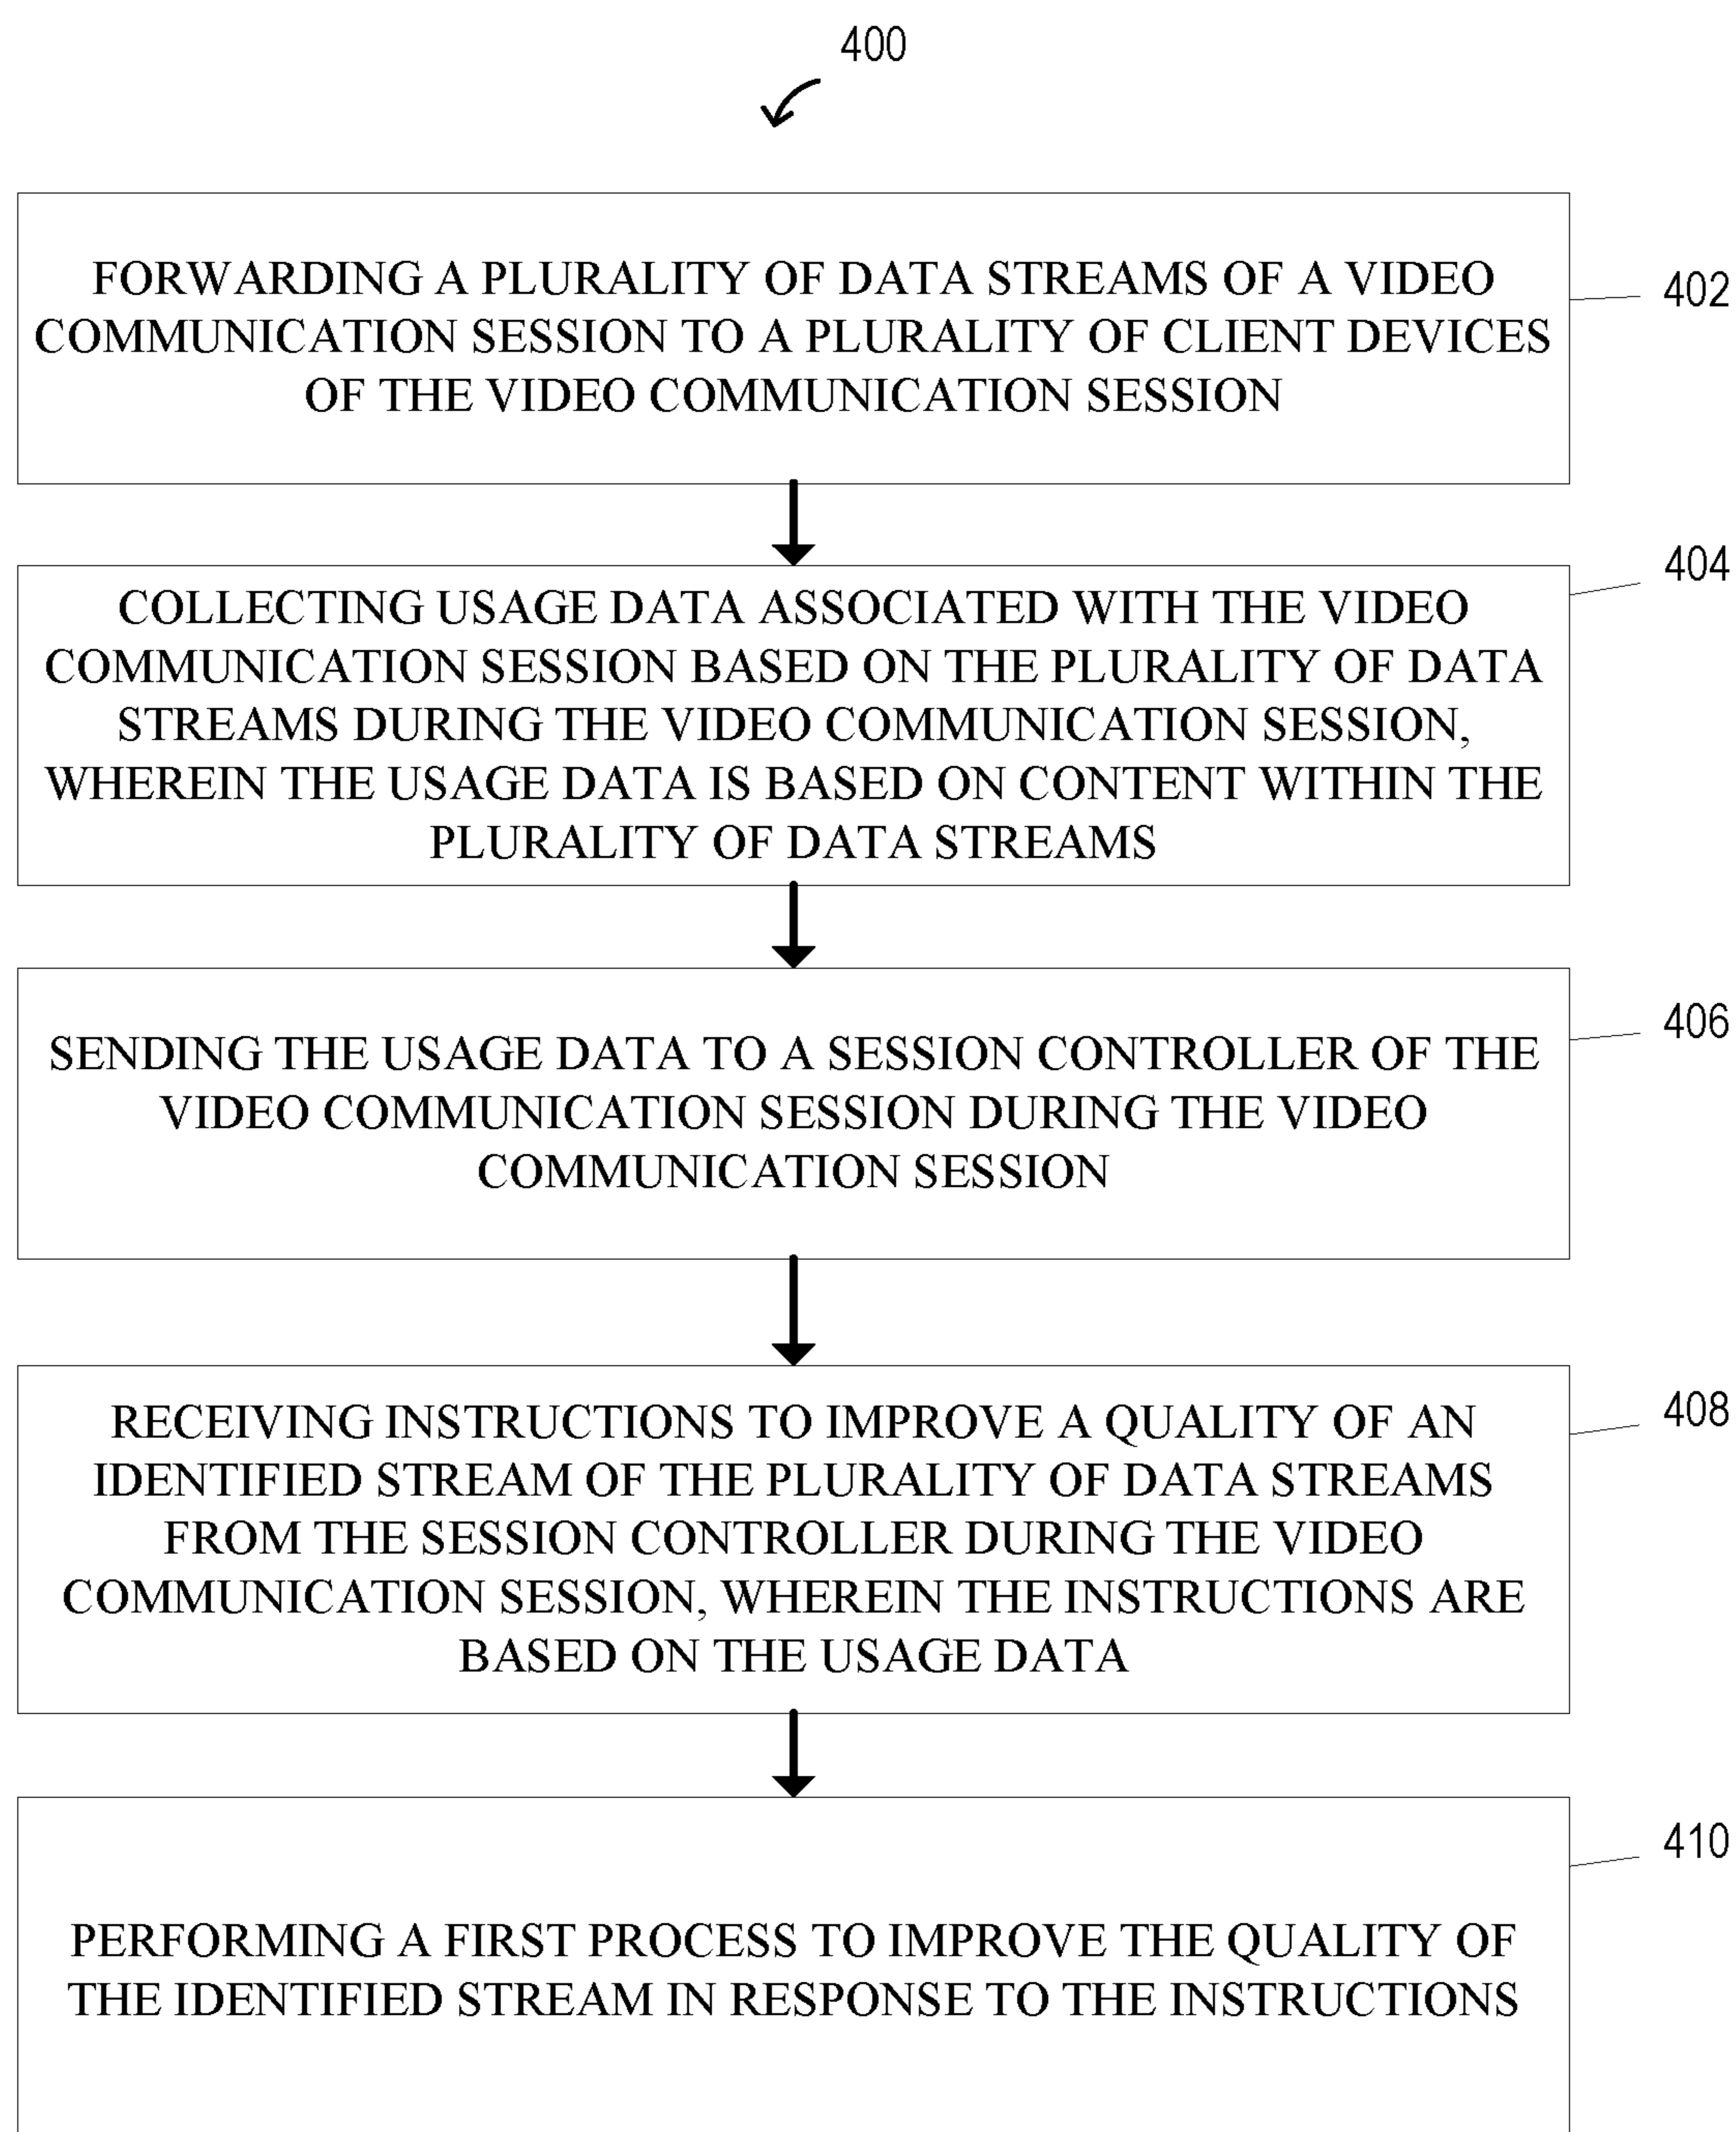 400
FORWARDING A PLURALITY OF DATA STREAMS OF A VIDEO
COMMUNICATION SESSION TO A PLURALITY OF CLIENT DEVICES
OF THE VIDEO COMMUNICATION SESSION
402
COLLECTING USAGE DATA ASSOCIATED WITH THE VIDEO
COMMUNICATION SESSION BASED ON THE PLURALITY OF DATA
STREAMS DURING THE VIDEO COMMUNICATION SESSION,
WHEREIN THE USAGE DATA IS BASED ON CONTENT WITHIN THE
PLURALITY OF DATA STREAMS
404
SENDING THE USAGE DATA TO A SESSION CONTROLLER OF THE
VIDEO COMMUNICATION SESSION DURING THE VIDEO
COMMUNICATION SESSION
406
RECEIVING INSTRUCTIONS TO IMPROVE A QUALITY OF AN
IDENTIFIED STREAM OF THE PLURALITY OF DATA STREAMS
FROM THE SESSION CONTROLLER DURING THE VIDEO
COMMUNICATION SESSION, WHEREIN THE INSTRUCTIONS ARE
BASED ON THE USAGE DATA
408
PERFORMING A FIRST PROCESS TO IMPROVE THE QUALITY OF
THE IDENTIFIED STREAM IN RESPONSE TO THE INSTRUCTIONS
410